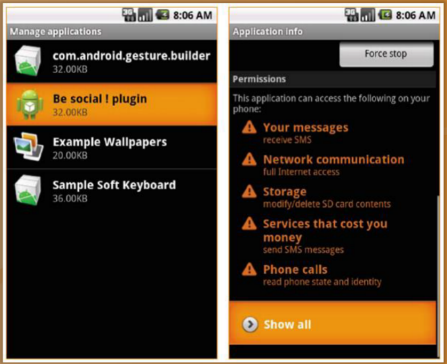 8:06 AM
Manage applications
com.android.gesture.builder
32.00KB
Be social ! plugin
32.00KB
Example Wallpapers
20.00KB
Sample Soft Keyboard
36.00KB
8:06 AM
Application info
Force stop
Permissions
This application can access the following on your
phone:
Your messages
receive SMS
Network communication
full Internet access
Storage
modify/delete SD card contents
Services that cost you
money
send SMS messages
Phone calls
read phone state and identity
Show all